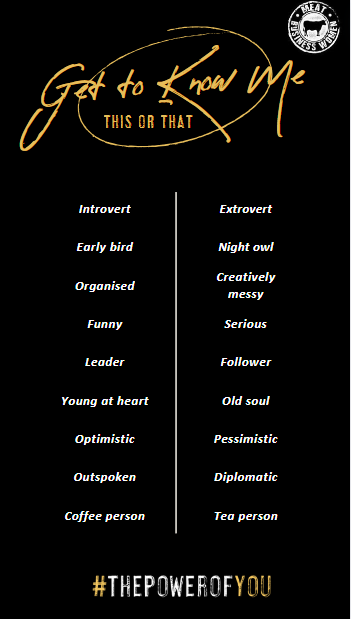 MEAT
BUSINESS WOMEN
Get to Know Me
THIS OR THAT
Introvert Extrovert
Early bird Night owl
Organised Creatively
messy
Funny Serious
Leader Follower
Young at heart Old soul
Optimistic Pessimistic
Outspoken Diplomatic
Coffee person Tea person
#THEPOWEROFYOU